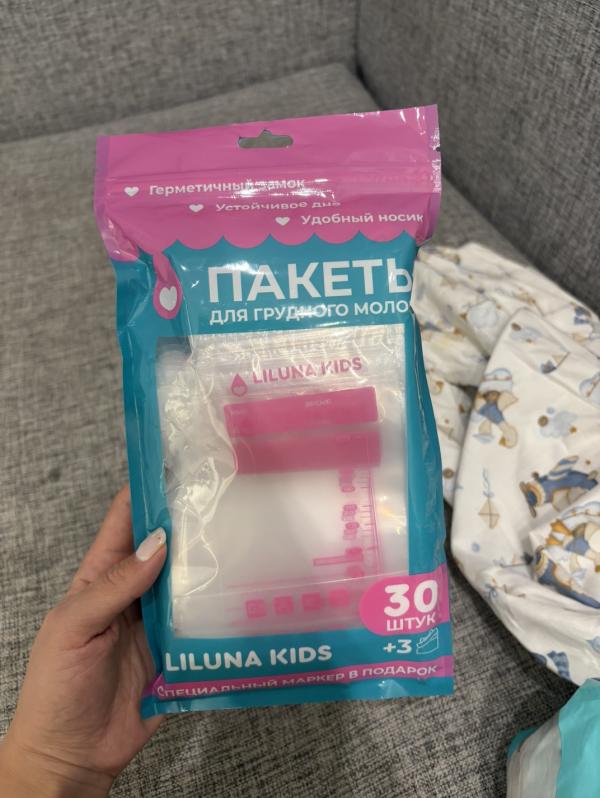 Герметичный замок
Устойчивое дно
Удобный носик
ПАКЕТЫ
ДЛЯ ГРУДНОГО МОЛО
LILUNA KIDS
30
ШТУК
+3
LILUNA KIDS
СПЕЦИАЛЬНЫЙ МАРКЕР В ПОДАРОК